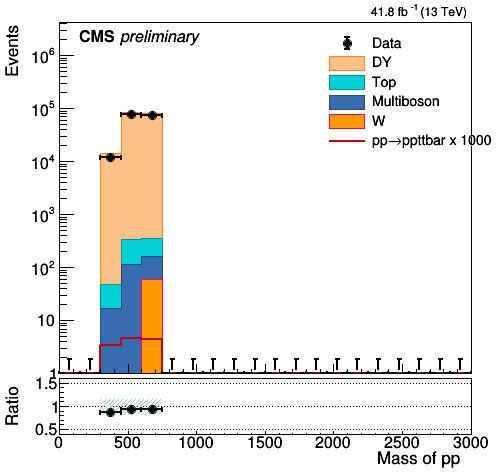 41.8 fb⁻¹ (13 TeV)
CMS preliminary
Events
10⁶
10⁵
10⁴
10³
10²
10
1
Data
DY
Top
Multiboson
W
pp→ppttbar x 1000
Ratio
1.5
1
0.5
0 500 1000 1500 2000 2500 3000
Mass of pp